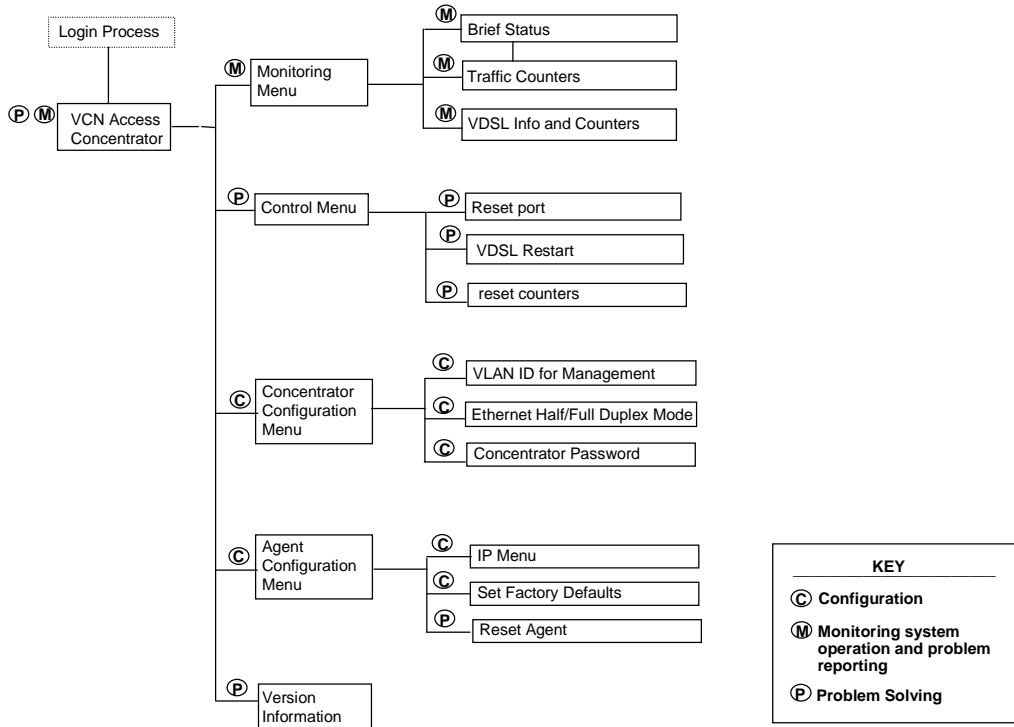 Login Process
P M VCN Access
Concentrator
M Monitoring
Menu
M Brief Status
M Traffic Counters
M VDSL Info and Counters
P Control Menu
P Reset port
P VDSL Restart
P reset counters
C Concentrator
Configuration
Menu
C VLAN ID for Management
C Ethernet Half/Full Duplex Mode
C Concentrator Password
C Agent
Configuration
Menu
C IP Menu
C Set Factory Defaults
P Reset Agent
P Version
Information
KEY
C Configuration
M Monitoring system
operation and problem
reporting
P Problem Solving